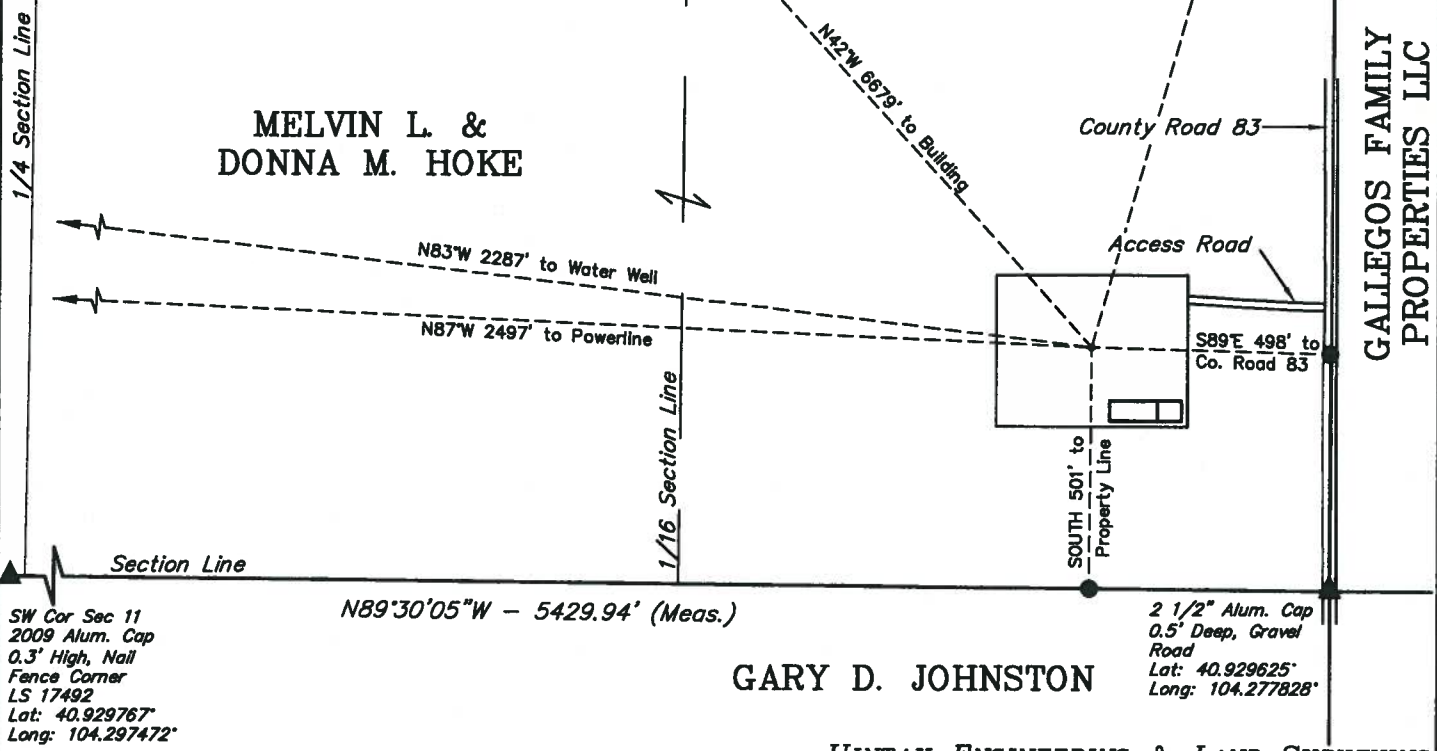 1/4 Section Line
MELVIN L. &
DONNA M. HOKE
N42°W 6679' to Building
County Road 83
GALLEGOS FAMILY
PROPERTIES LLC
Access Road
N83°W 2287' to Water Well
N87°W 2497' to Powerline
S89°E 498' to
Co. Road 83
1/16 Section Line
SOUTH 501' to
Property Line
Section Line
N89°30'05"W - 5429.94' (Meas.)
SW Cor Sec 11
2009 Alum. Cap
0.3' High, Nail
Fence Corner
LS 17492
Lat: 40.929767°
Long: 104.297472°
2 1/2" Alum. Cap
0.5' Deep, Gravel
Road
Lat: 40.929625°
Long: 104.277828°
GARY D. JOHNSTON
ENGINEERING & LAND SURVEYING